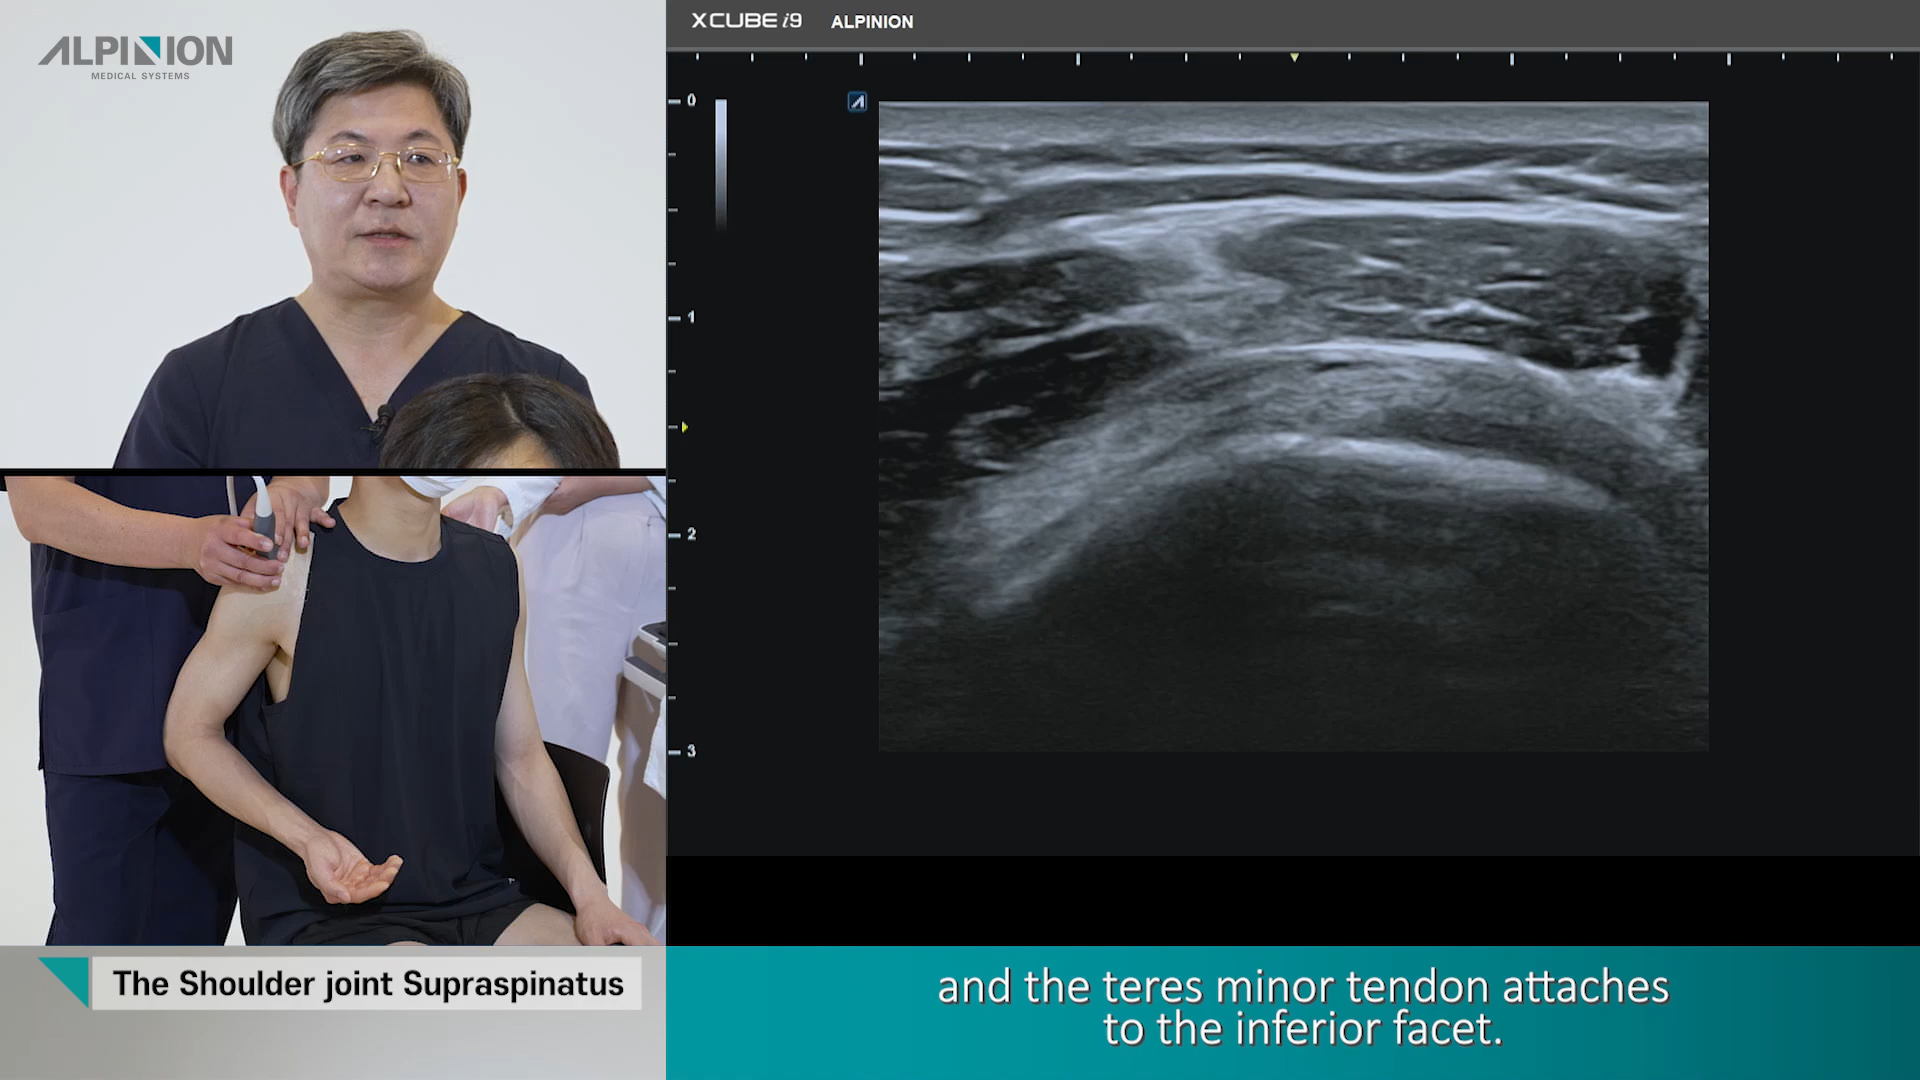 ALPINION
MEDICAL SYSTEMS
XCUBE i9 ALPINION
0
1
2
3
The Shoulder joint Supraspinatus
and the teres minor tendon attaches
to the inferior facet.